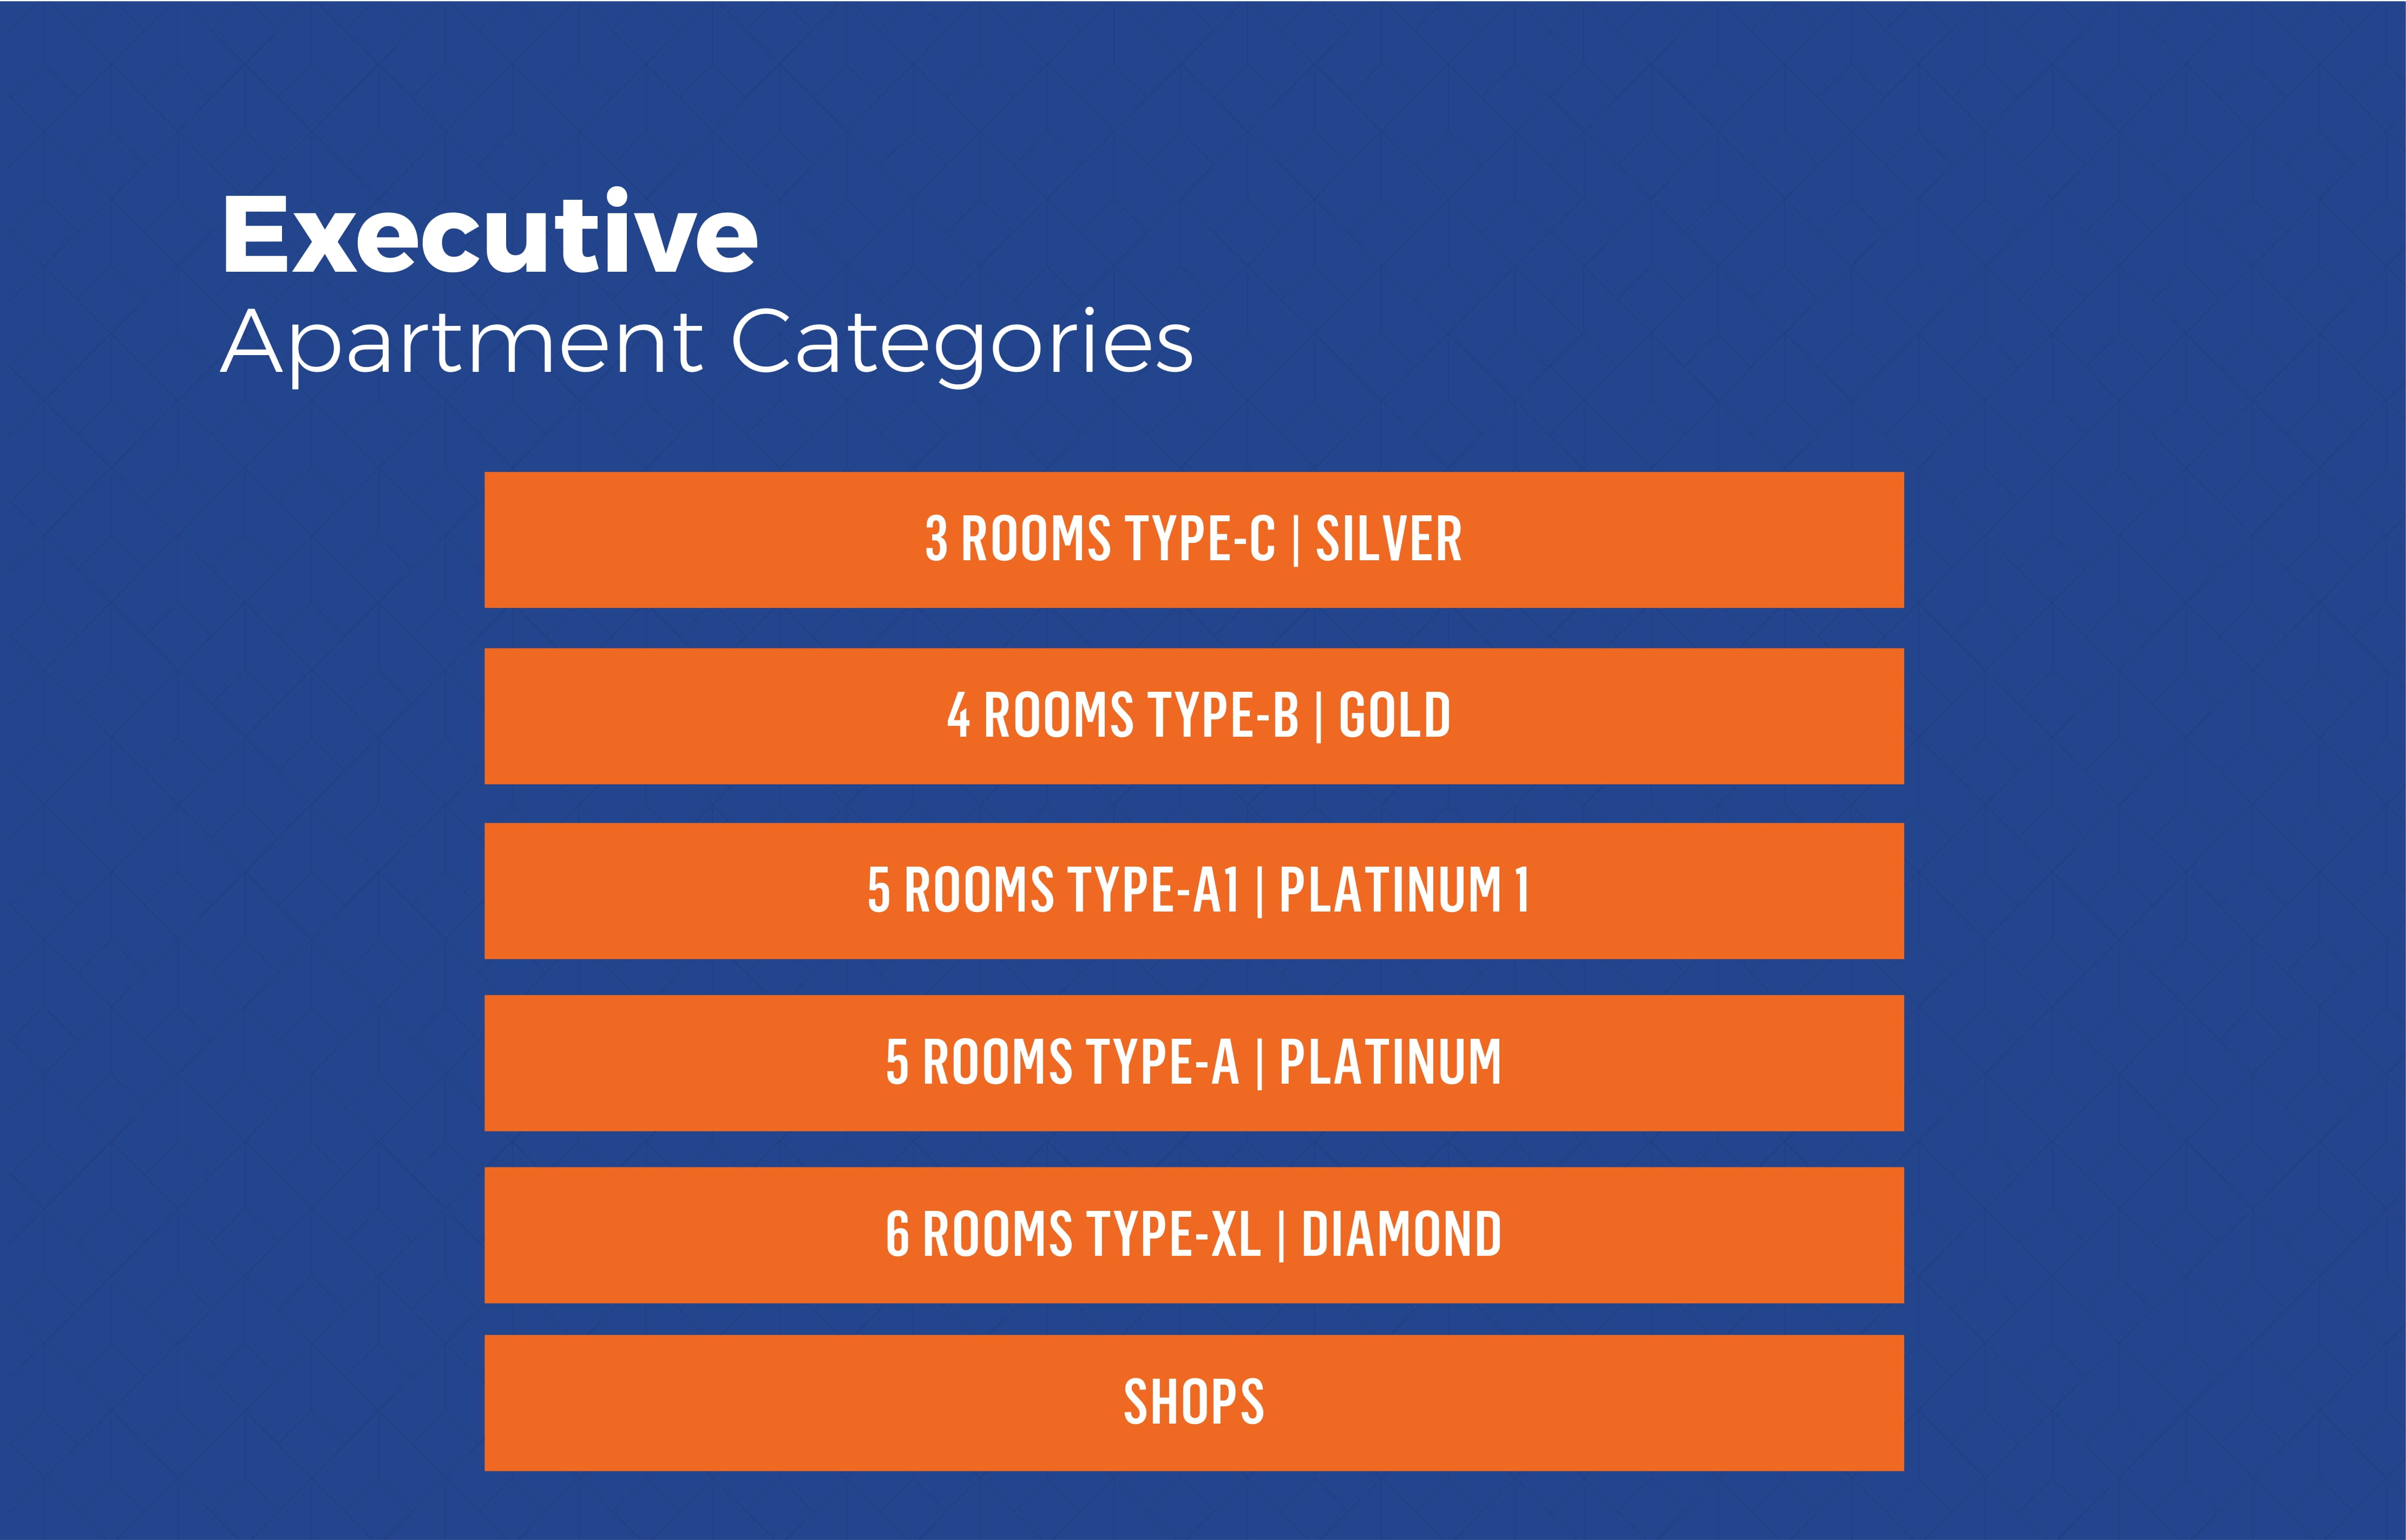 Executive
Apartment Categories
3 ROOMS TYPE-C | SILVER
4 ROOMS TYPE-B | GOLD
5 ROOMS TYPE-A1 | PLATINUM 1
5 ROOMS TYPE-A | PLATINUM
6 ROOMS TYPE-XL | DIAMOND
SHOPS